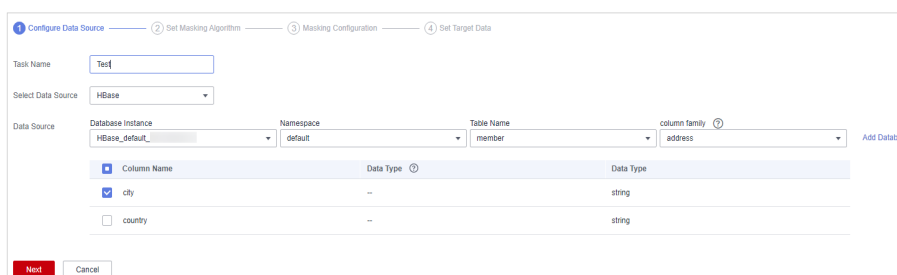 1 Configure Data Source 2 Set Masking Algorithm 3 Masking Configuration 4 Set Target Data
Task Name Test
Select Data Source HBase
Data Source Database Instance Namespace Table Name column family ?
HBase_default_ default member address Add Datab
Column Name Data Type ? Data Type
city -- string
country -- string
Next Cancel